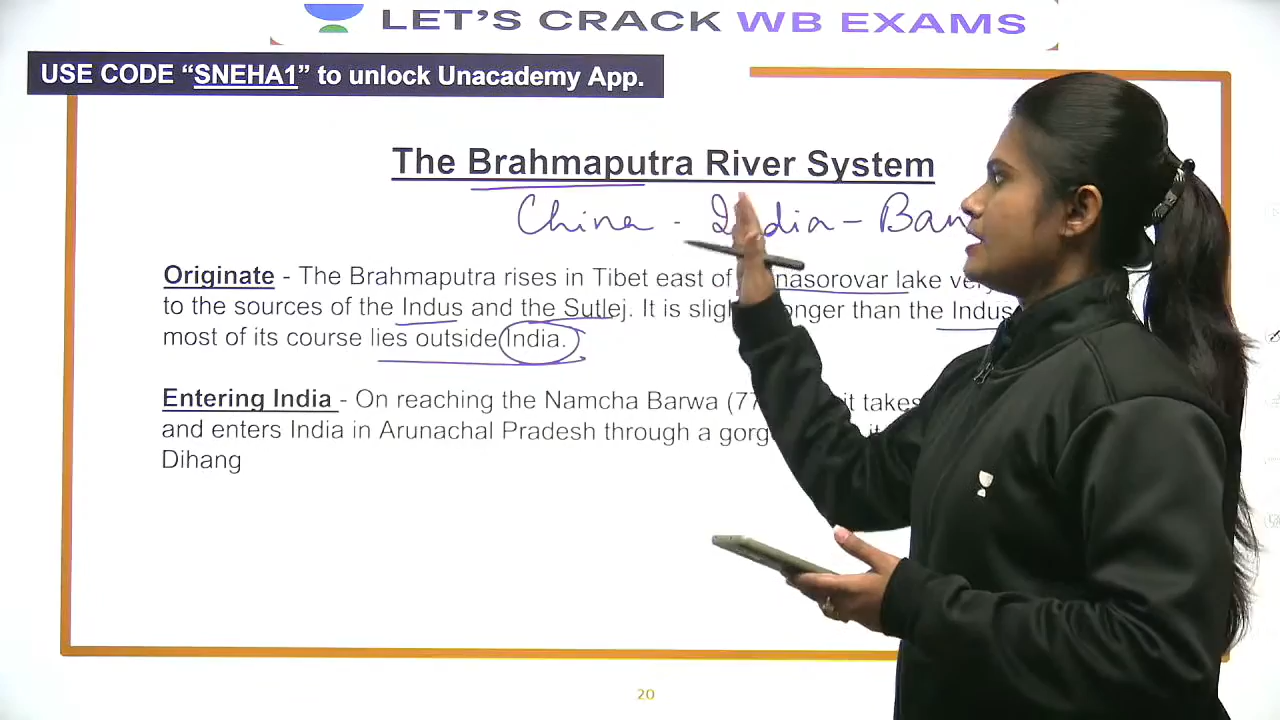 LET'S CRACK WB EXAMS
USE CODE “SNEHA1” to unlock Unacademy App.
The Brahmaputra River System
China - India - Ban
Originate - The Brahmaputra rises in Tibet east of nasorovar lake
to the sources of the Indus and the Sutlej. It is longer than the Indus
most of its course lies outside India.
Entering India - On reaching the Namcha Barwa (77 it takes
and enters India in Arunachal Pradesh through a
Dihang
20